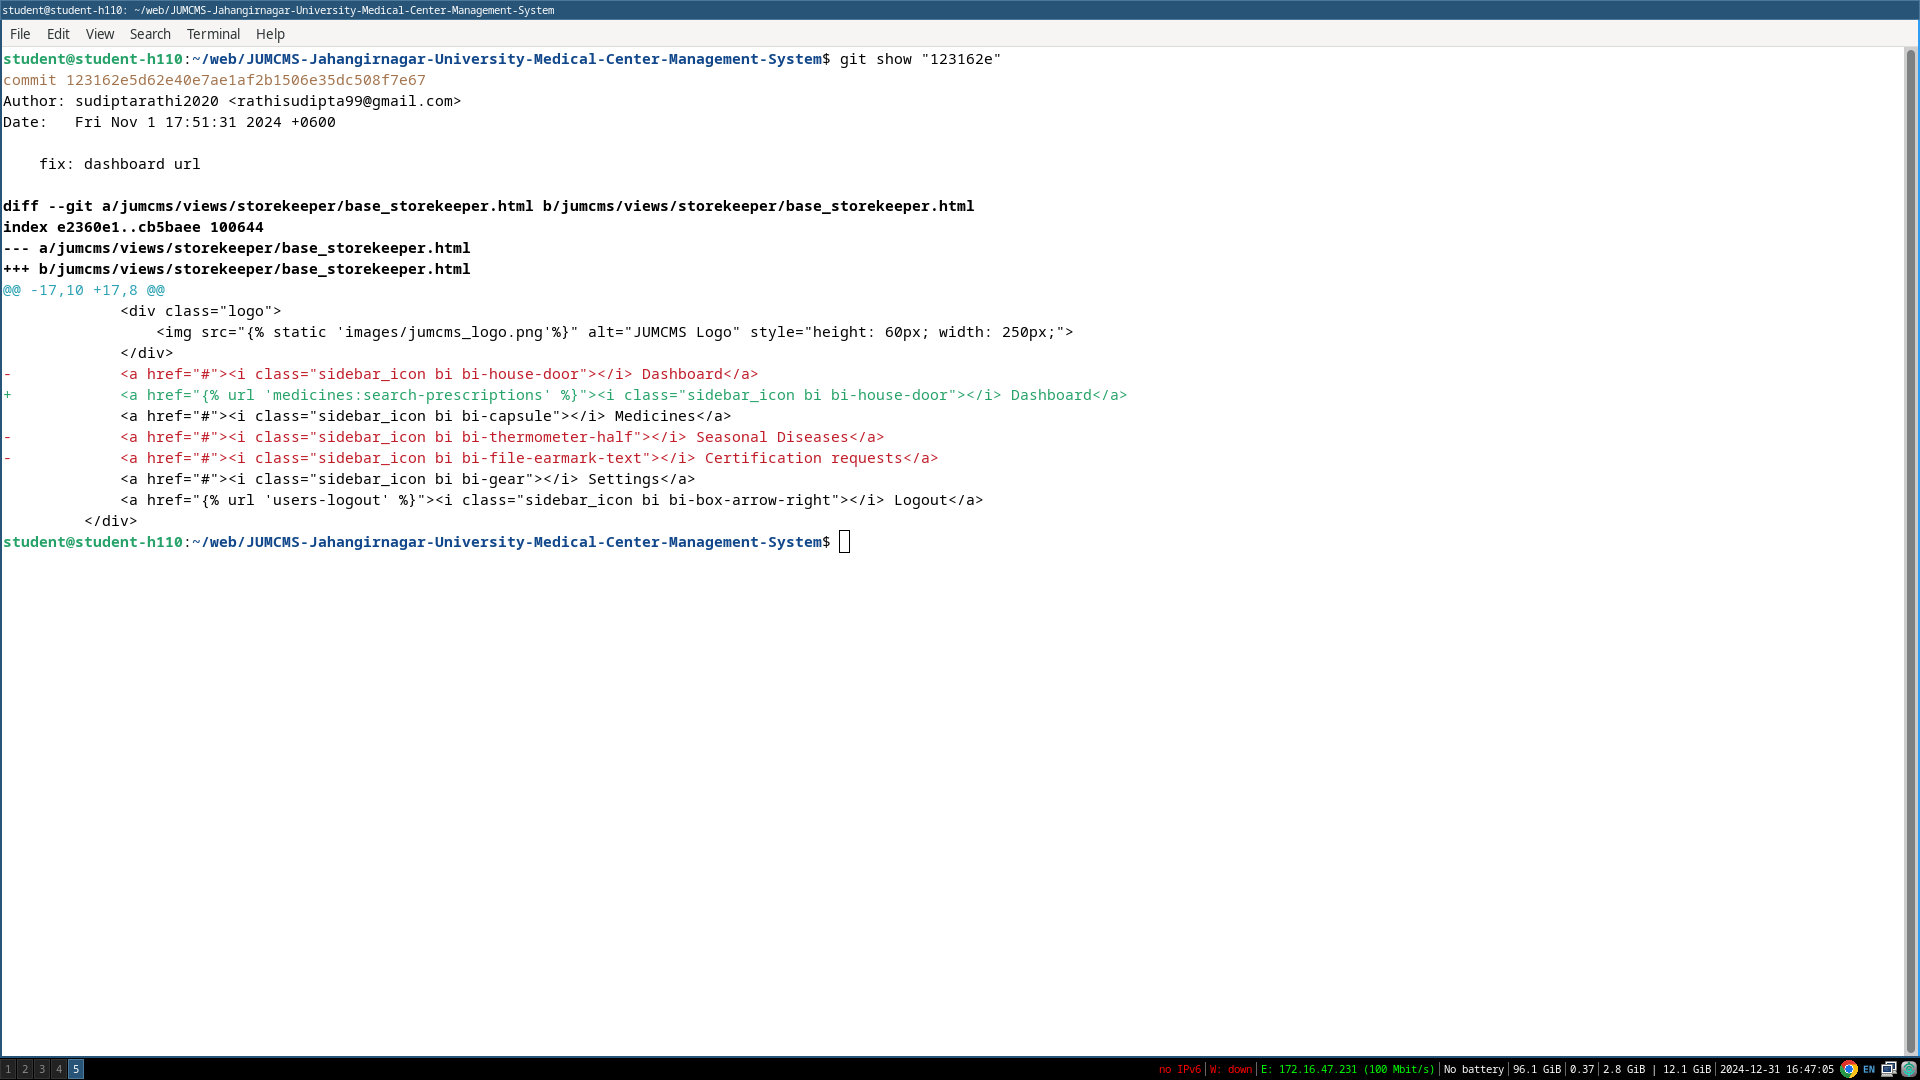 student@student-h110: ~/web/JUMCMS-Jahangirnagar-University-Medical-Center-Management-System
File Edit View Search Terminal Help
student@student-h110:~/web/JUMCMS-Jahangirnagar-University-Medical-Center-Management-System$ git show "123162e"
commit 123162e5d62e40e7ae1af2b1506e35dc508f7e67
Author: sudiptarathi2020 <rathisudipta99@gmail.com>
Date:   Fri Nov 1 17:51:31 2024 +0600
    fix: dashboard url
diff --git a/jumcms/views/storekeeper/base_storekeeper.html b/jumcms/views/storekeeper/base_storekeeper.html
index e2360e1..cb5baee 100644
--- a/jumcms/views/storekeeper/base_storekeeper.html
+++ b/jumcms/views/storekeeper/base_storekeeper.html
@@ -17,10 +17,8 @@
             <div class="logo">
                 <img src="{% static 'images/jumcms_logo.png'%}" alt="JUMCMS Logo" style="height: 60px; width: 250px;">
             </div>
-            <a href="#"><i class="sidebar_icon bi bi-house-door"></i> Dashboard</a>
+            <a href="{% url 'medicines:search-prescriptions' %}"><i class="sidebar_icon bi bi-house-door"></i> Dashboard</a>
             <a href="#"><i class="sidebar_icon bi bi-capsule"></i> Medicines</a>
-            <a href="#"><i class="sidebar_icon bi bi-thermometer-half"></i> Seasonal Diseases</a>
-            <a href="#"><i class="sidebar_icon bi bi-file-earmark-text"></i> Certification requests</a>
             <a href="#"><i class="sidebar_icon bi bi-gear"></i> Settings</a>
             <a href="{% url 'users-logout' %}"><i class="sidebar_icon bi bi-box-arrow-right"></i> Logout</a>
         </div>
student@student-h110:~/web/JUMCMS-Jahangirnagar-University-Medical-Center-Management-System$
1 2 3 4 5 no IPv6 | W: down | E: 172.16.47.231 (100 Mbit/s) | No battery | 96.1 GiB | 0.37 | 2.8 GiB | 12.1 GiB | 2024-12-31 16:47:05 EN